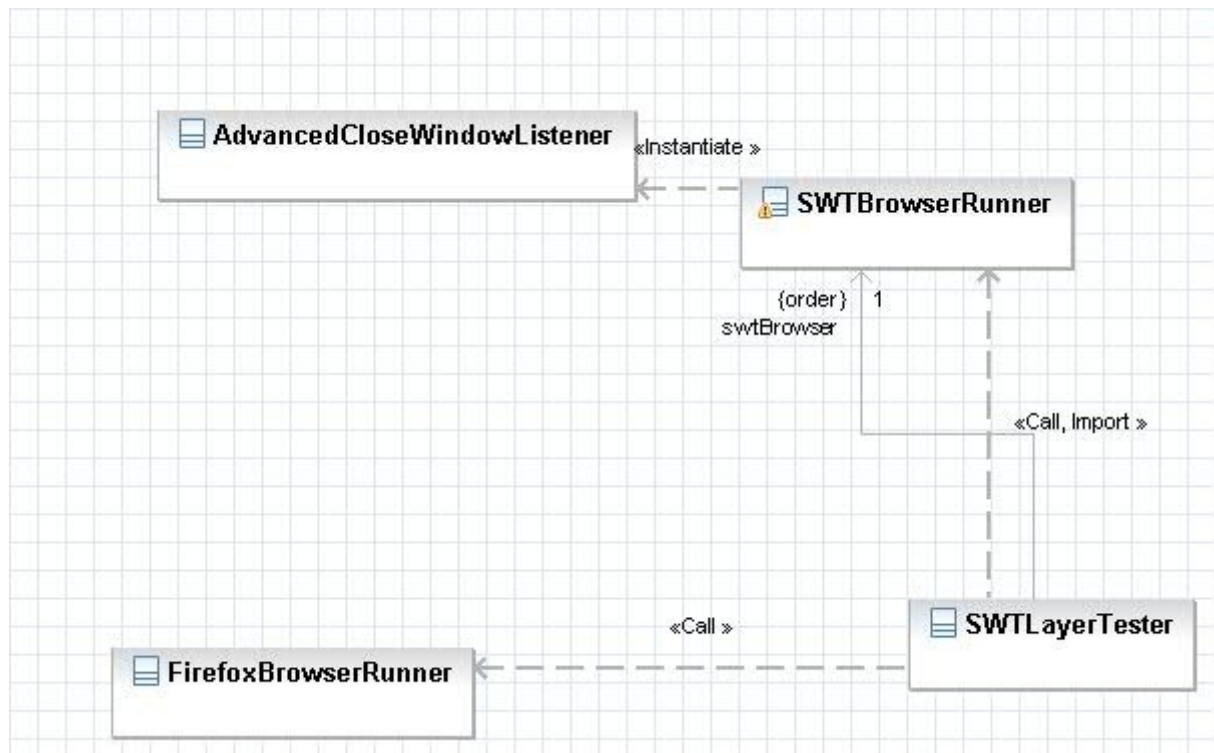 AdvancedCloseWindowListener
«Instantiate »
SWTBrowserRunner
{order} 1
swtBrowser
«Call, Import »
«Call »
SWTLayerTester
FirefoxBrowserRunner